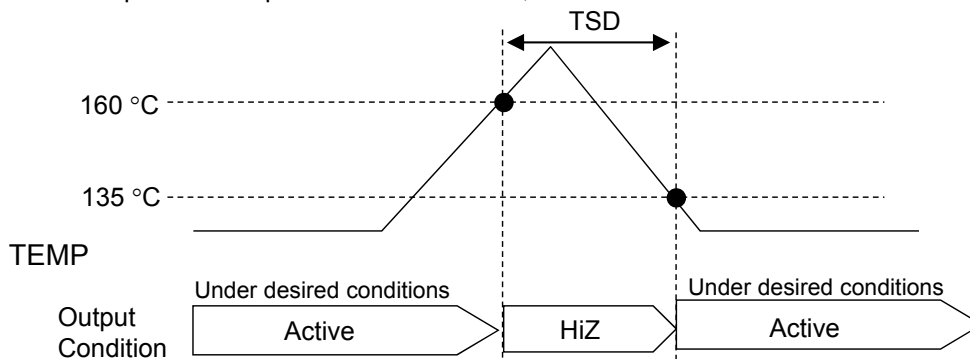 TSD
160 °C
135 °C
TEMP
Under desired conditions
Under desired conditions
Output
Condition
Active
HiZ
Active